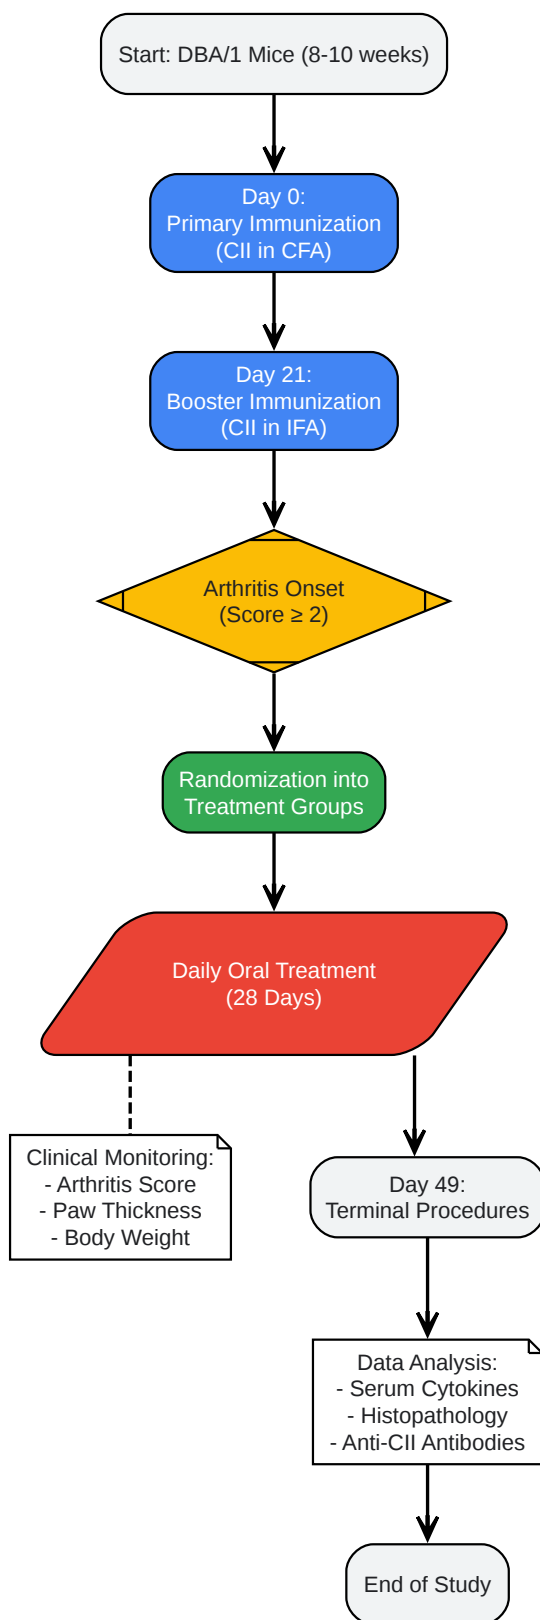 Start: DBA/1 Mice (8-10 weeks)
Day 0:
Primary Immunization
(CII in CFA)
Day 21:
Booster Immunization
(CII in IFA)
Arthritis Onset
(Score ≥ 2)
Randomization into
Treatment Groups
Daily Oral Treatment
(28 Days)
Clinical Monitoring:
- Arthritis Score
- Paw Thickness
- Body Weight
Day 49:
Terminal Procedures
Data Analysis:
- Serum Cytokines
- Histopathology
- Anti-CII Antibodies
End of Study